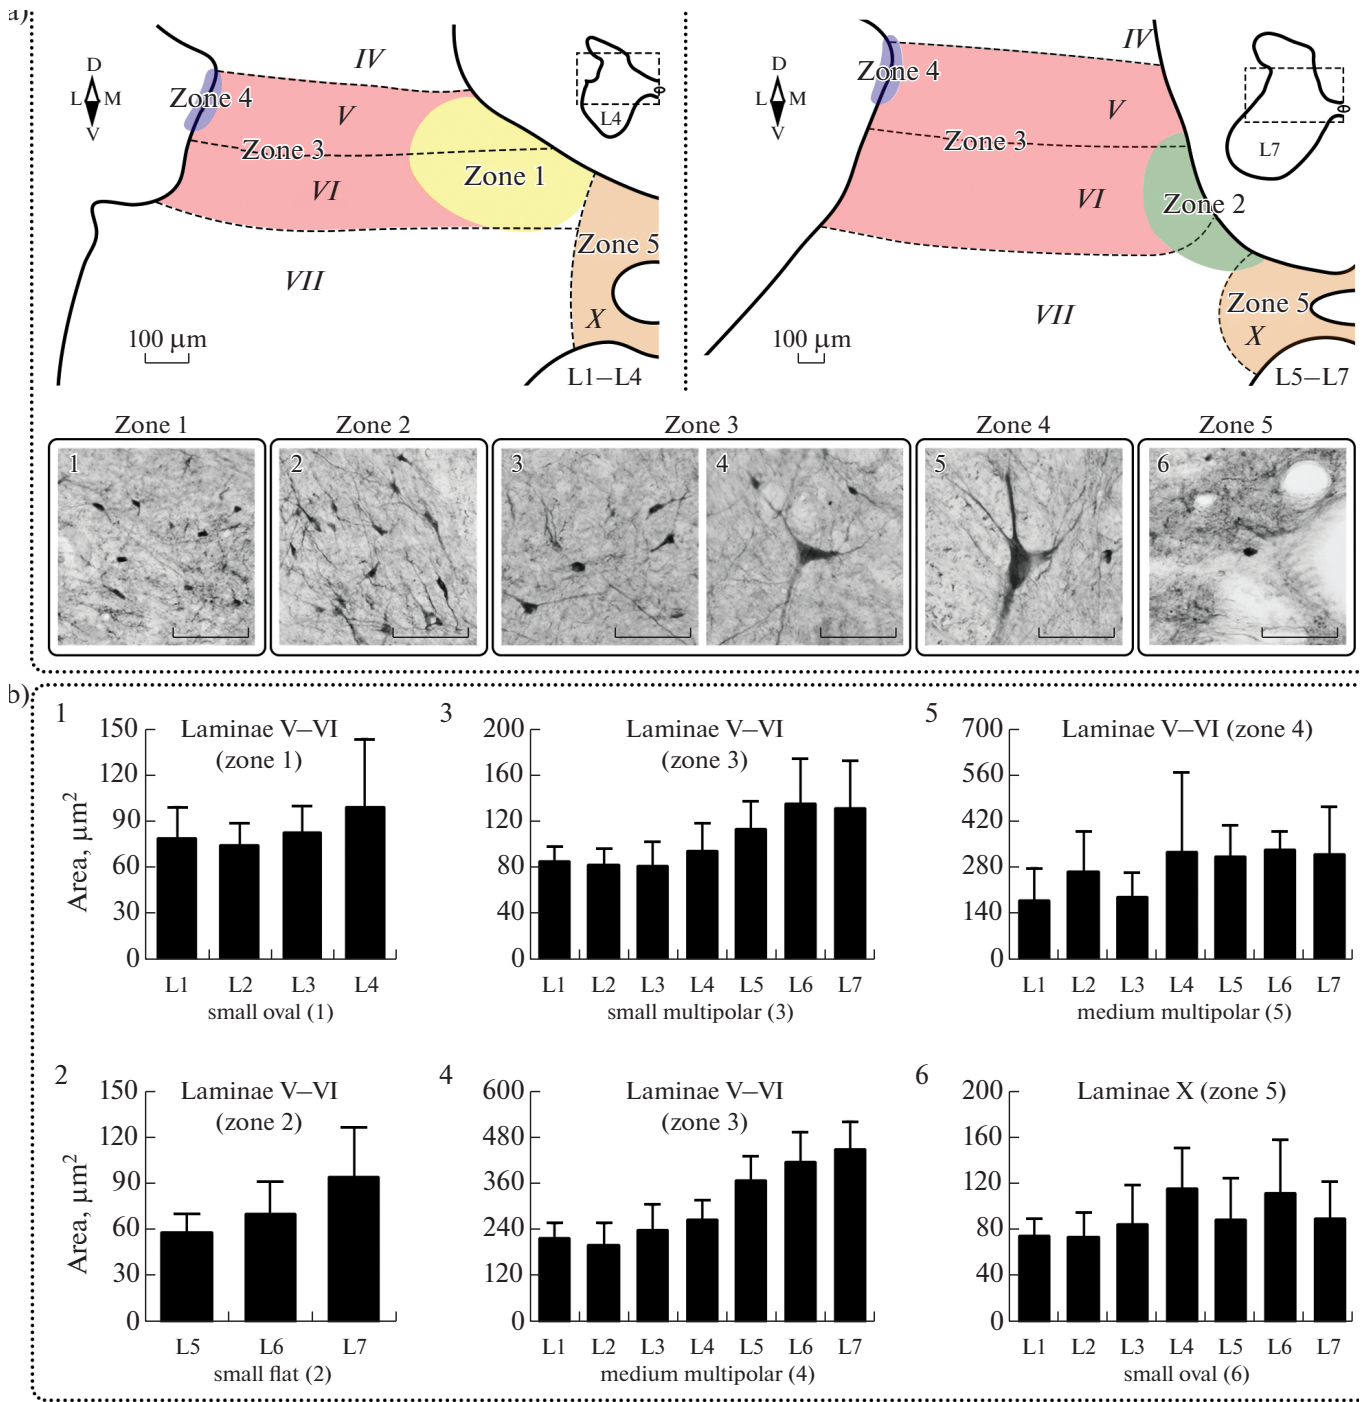 a)
IV
D
L M
V
Zone 4
V
Zone 3
VI
Zone 1
Zone 5
VII
X
100 μm
L1–L4
L4
IV
D
L M
V
Zone 4
V
Zone 3
VI
Zone 2
Zone 5
VII
X
100 μm
L5–L7
L7
Zone 1 Zone 2 Zone 3 Zone 4 Zone 5
1 2 3 4 5 6
b)
1
Laminae V–VI
(zone 1)
Area, μm²
150
120
90
60
30
0
L1 L2 L3 L4
small oval (1)
3
Laminae V–VI
(zone 3)
200
160
120
80
40
0
L1 L2 L3 L4 L5 L6 L7
small multipolar (3)
5
Laminae V–VI (zone 4)
700
560
420
280
140
0
L1 L2 L3 L4 L5 L6 L7
medium multipolar (5)
2
Laminae V–VI
(zone 2)
Area, μm²
150
120
90
60
30
0
L5 L6 L7
small flat (2)
4
Laminae V–VI
(zone 3)
600
480
360
240
120
0
L1 L2 L3 L4 L5 L6 L7
medium multipolar (4)
6
Laminae X (zone 5)
200
160
120
80
40
0
L1 L2 L3 L4 L5 L6 L7
small oval (6)